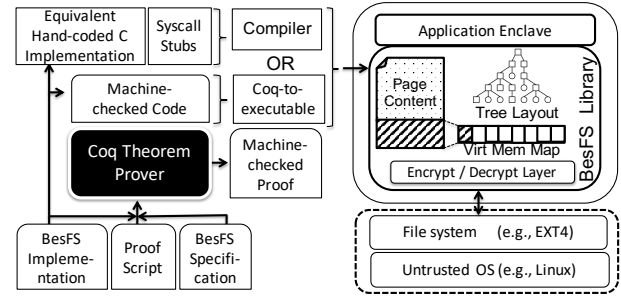 Equivalent
Hand-coded C
Implementation
Syscall
Stubs
Compiler
OR
Machine-
checked Code
Coq-to-
executable
Coq Theorem
Prover
Machine-
checked
Proof
BesFS
Impleme-
ntation
Proof
Script
BesFS
Specifi-
cation
Application Enclave
Page
Content
Tree Layout
Virt Mem Map
Encrypt / Decrypt Layer
BesFS Library
File system (e.g., EXT4)
Untrusted OS (e.g., Linux)